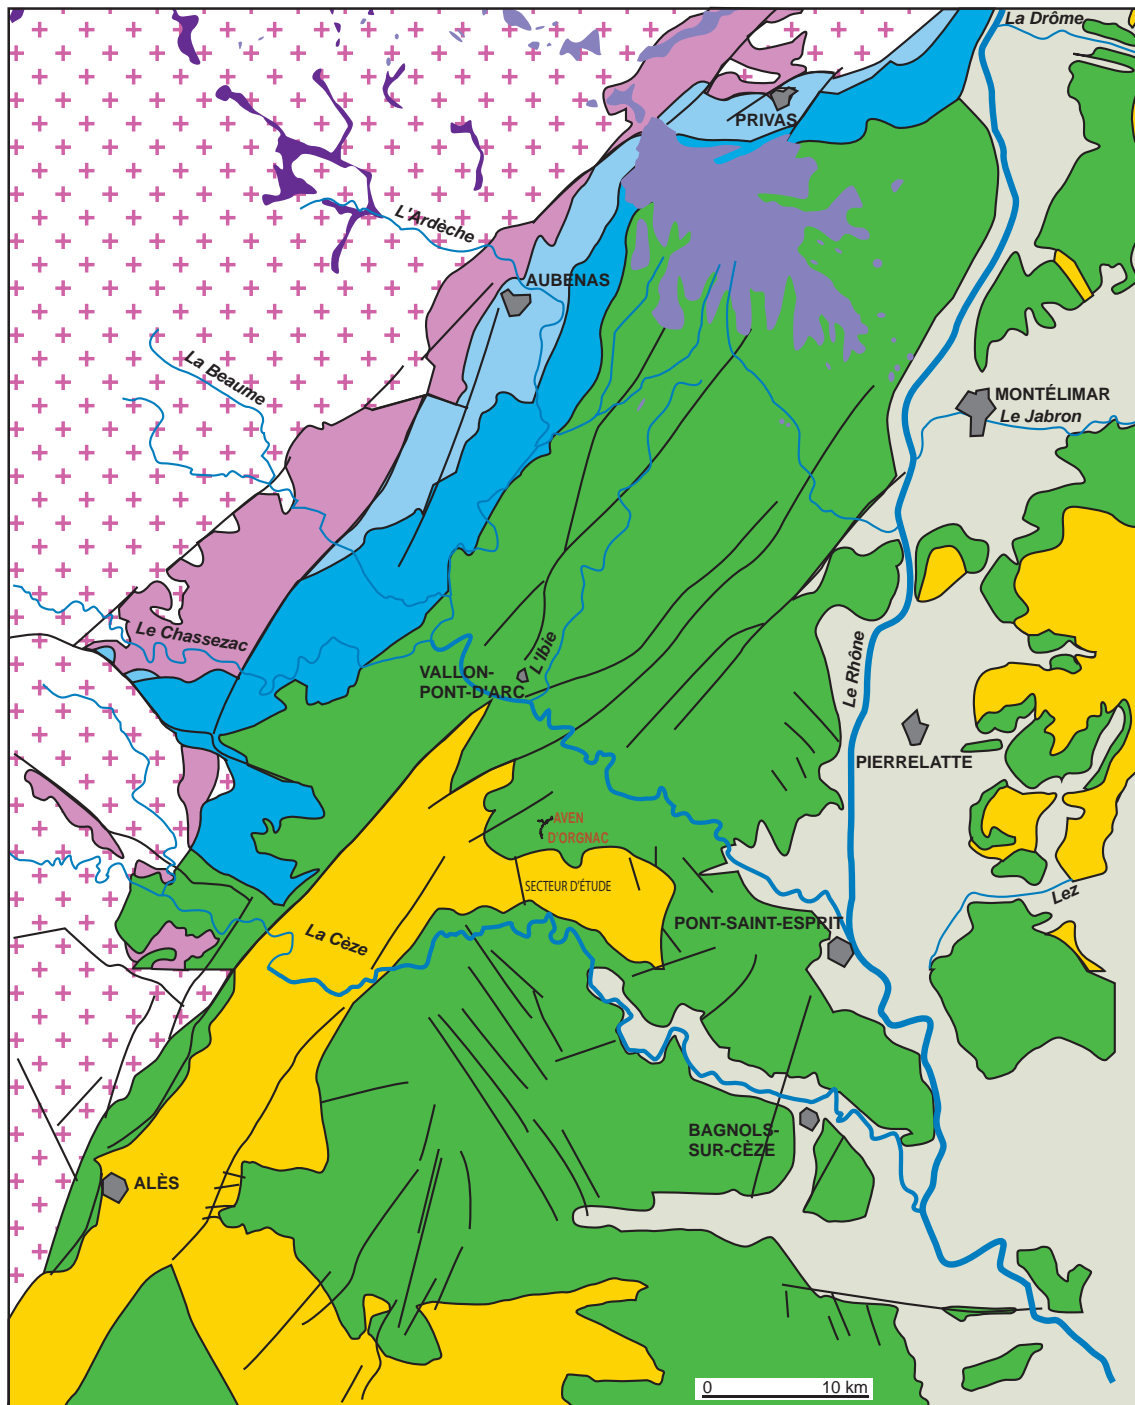 La Drôme
PRIVAS
L'Ardèche
AUBENAS
La Beaume
MONTÉLIMAR
Le Jabron
Le Chassezac
L'Ibie
Le Rhône
VALLON-
PONT-D'ARC
PIERRELATTE
AVEN
D'ORGNAC
SECTEUR D'ÉTUDE
Lez
PONT-SAINT-ESPRIT
La Cèze
BAGNOLS-
SUR-CÈZE
ALÈS
0 10 km